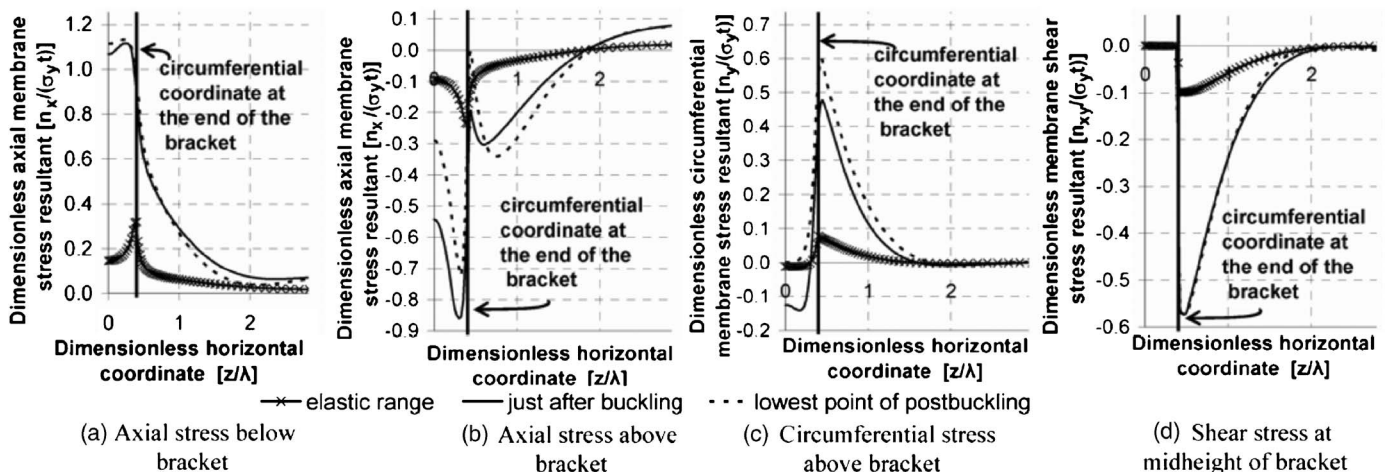 Dimensionless axial membrane
stress resultant [nx/(σyt)]
1.2
1.0
0.8
0.6
0.4
0.2
0.0
0
1
2
circumferential
coordinate at
the end of the
bracket
Dimensionless horizontal
coordinate [z/λ]
Dimensionless axial membrane
stress resultant [nx/(σyt)]
0.1
0.0
-0.1
-0.2
-0.3
-0.4
-0.5
-0.6
-0.7
-0.8
-0.9
0
1
2
circumferential
coordinate at
the end of the
bracket
Dimensionless horizontal
coordinate [z/λ]
Dimensionless circumferential
membrane stress resultant [ny/(σyt)]
0.7
0.6
0.5
0.4
0.3
0.2
0.1
0.0
-0.1
-0.2
0
1
2
circumferential
coordinate at
the end of the
bracket
Dimensionless horizontal
coordinate [z/λ]
Dimensionless membrane shear
stress resultant [nxy/(σyt)]
0.0
-0.1
-0.2
-0.3
-0.4
-0.5
-0.6
0
2
circumferential
coordinate at
the end of the
bracket
Dimensionless horizontal
coordinate [z/λ]
elastic range
just after buckling
lowest point of postbuckling
(a) Axial stress below
bracket
(b) Axial stress above
bracket
(c) Circumferential stress
above bracket
(d) Shear stress at
midheight of bracket